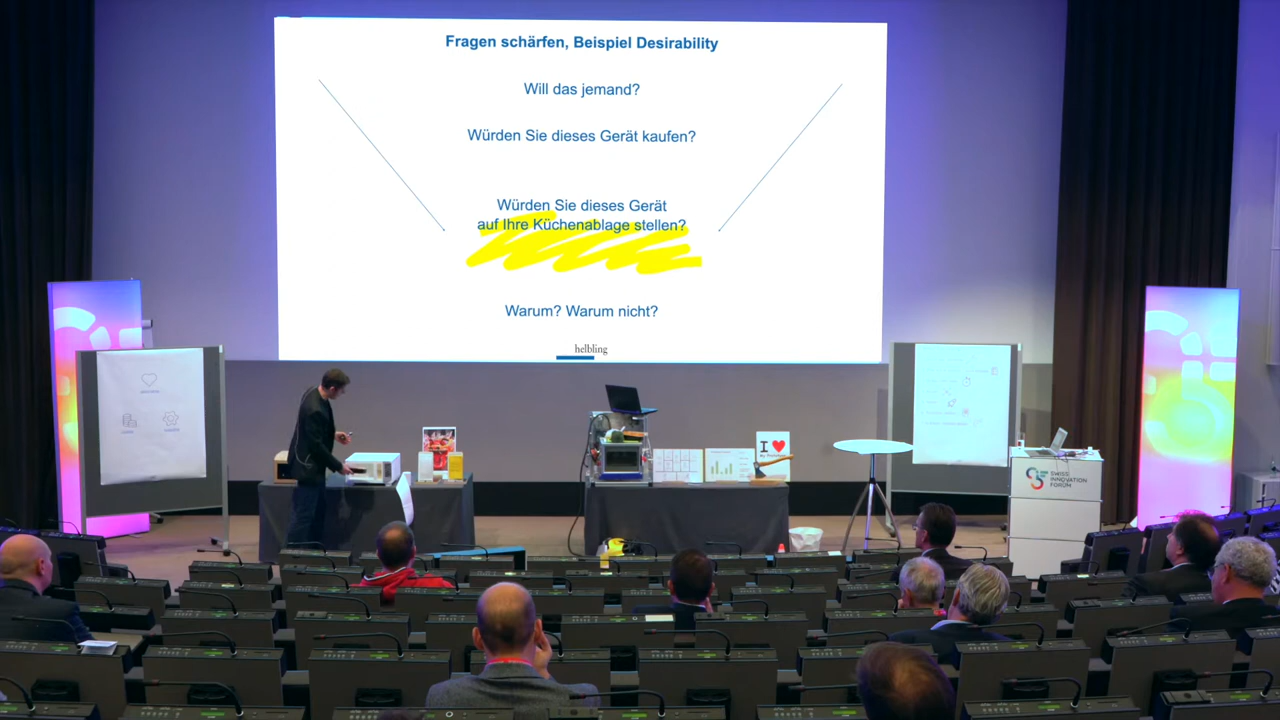 Fragen schärfen, Beispiel Desirability
Will das jemand?
Würden Sie dieses Gerät kaufen?
Würden Sie dieses Gerät
auf Ihre Küchenablage stellen?
Warum? Warum nicht?
helbling
I ❤
SWISS
INNOVATION
FORUM